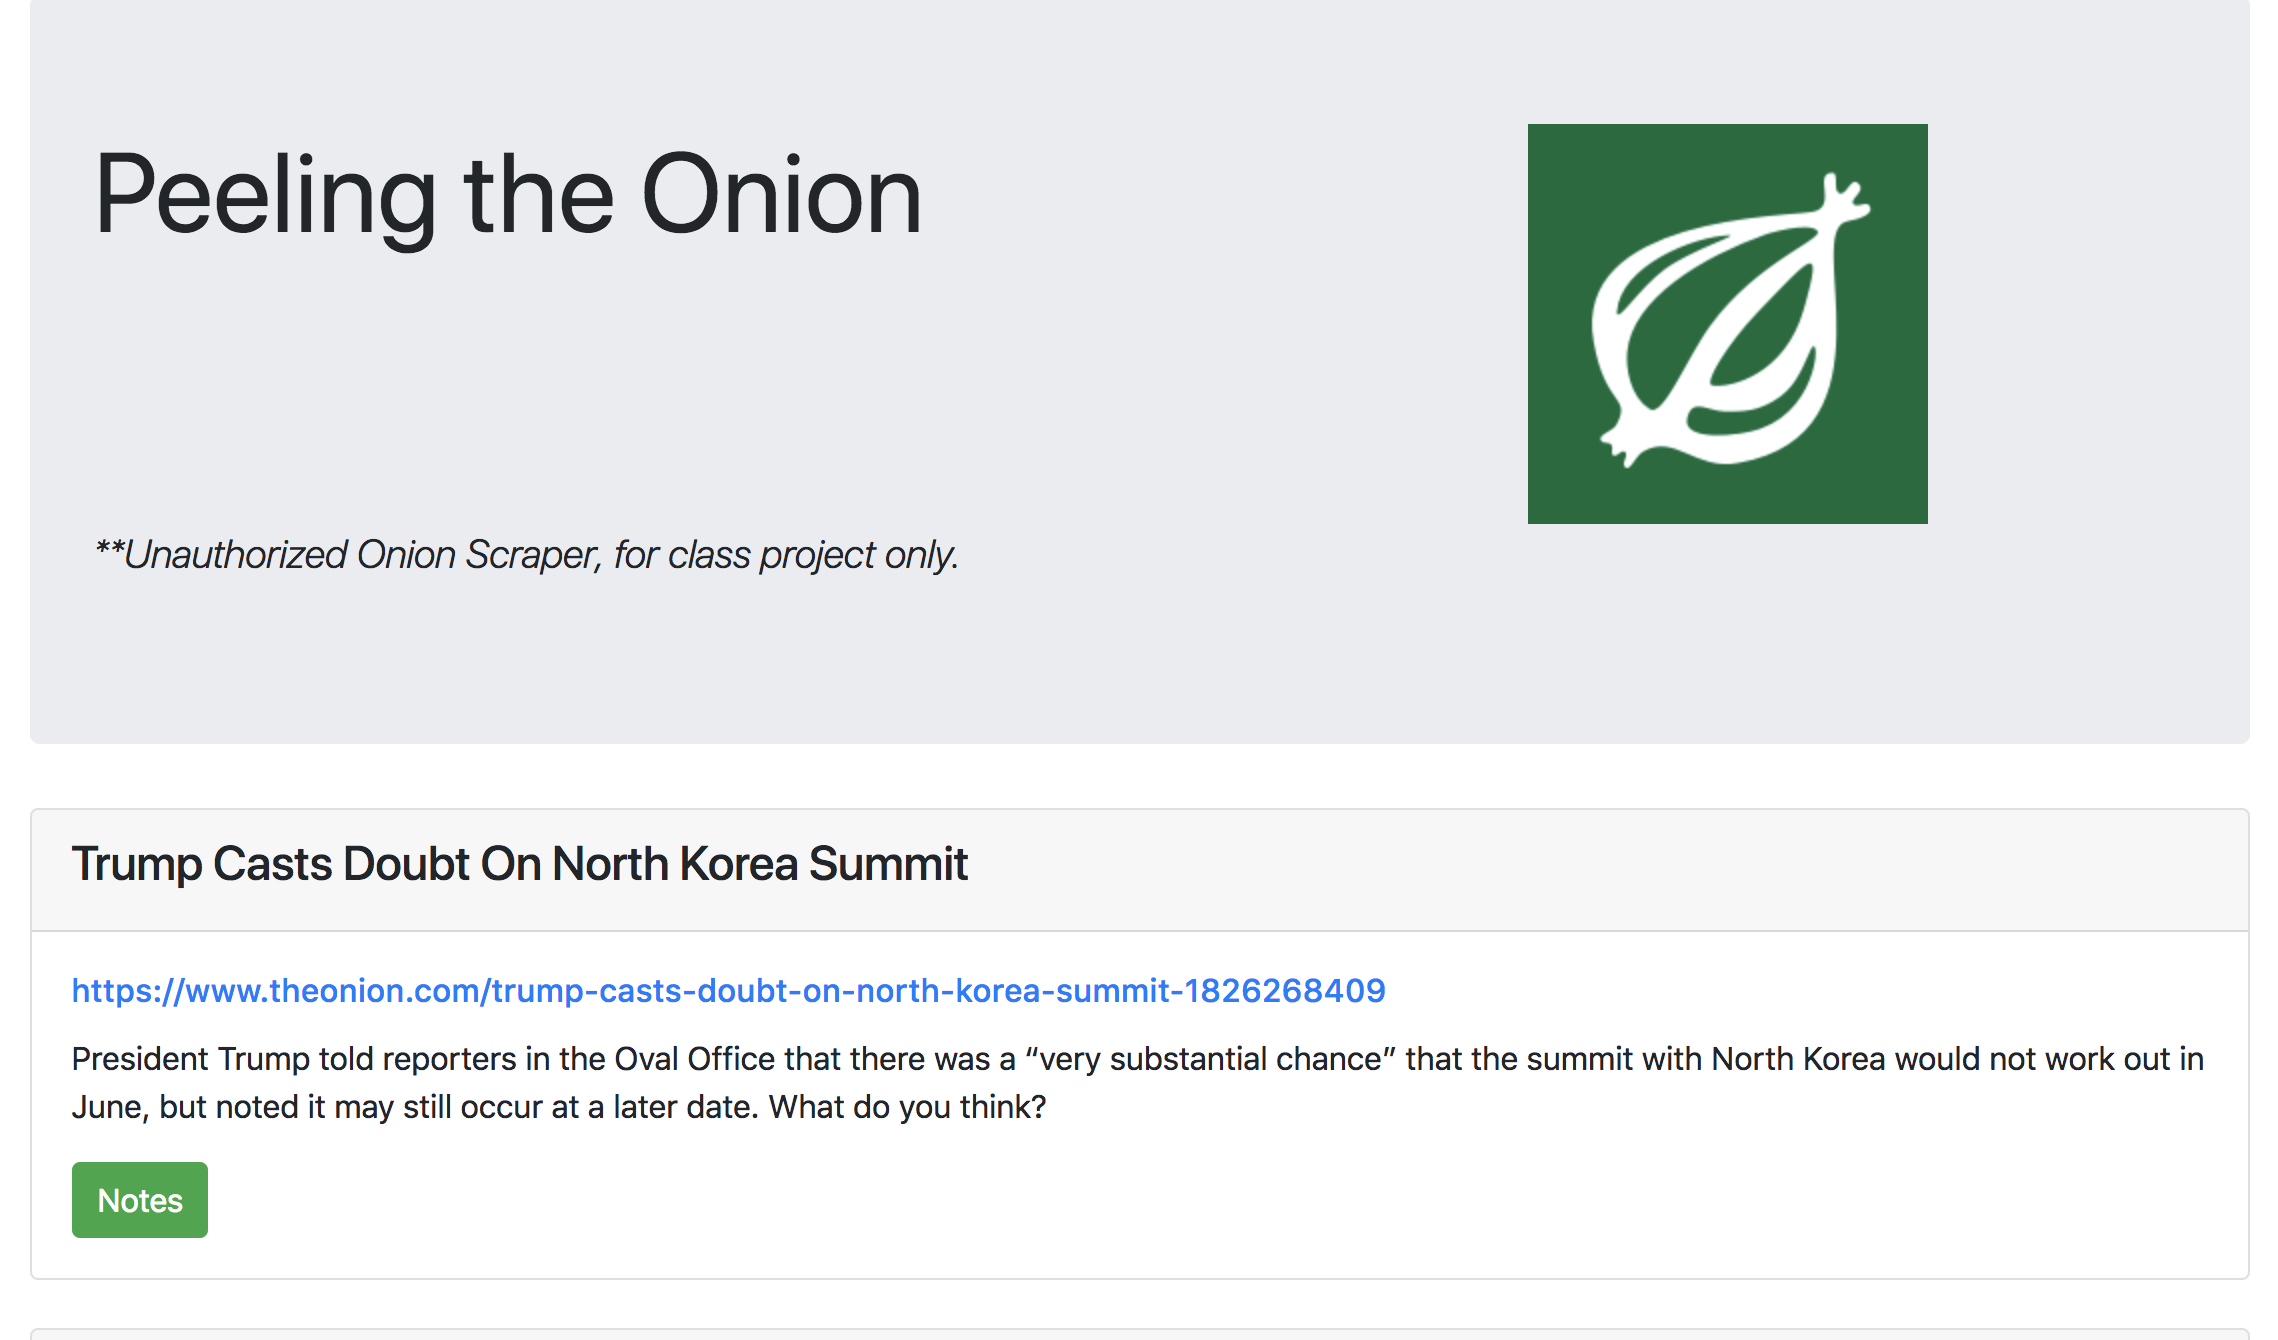 Peeling the Onion
**Unauthorized Onion Scraper, for class project only.
Trump Casts Doubt On North Korea Summit
https://www.theonion.com/trump-casts-doubt-on-north-korea-summit-1826268409
President Trump told reporters in the Oval Office that there was a “very substantial chance” that the summit with North Korea would not work out in
June, but noted it may still occur at a later date. What do you think?
Notes